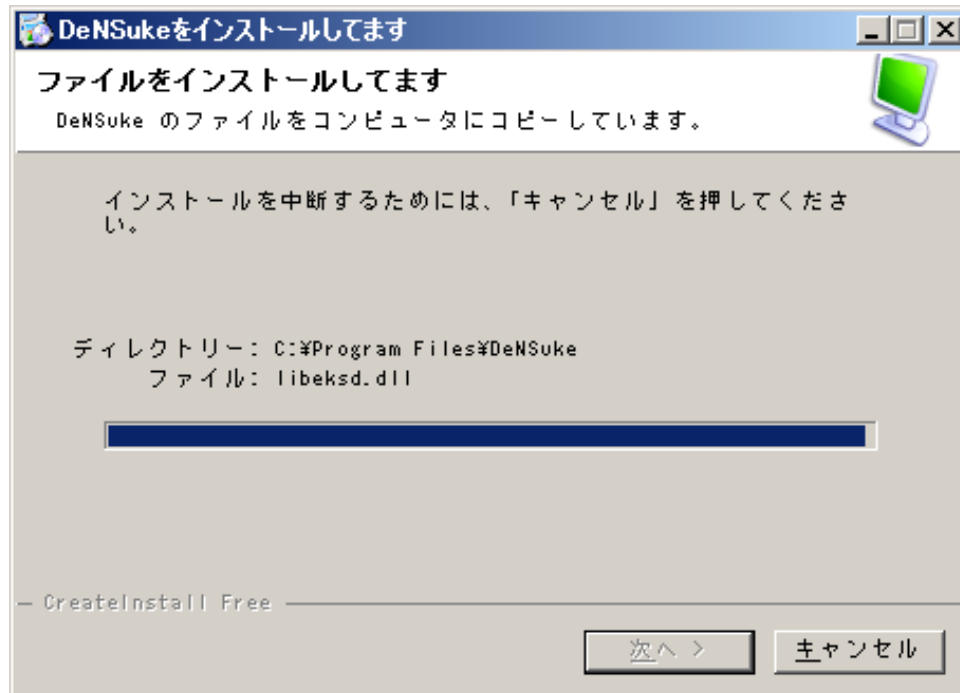 DeNSukeをインストールしてます
ファイルをインストールしてます
DeNSuke のファイルをコンピュータにコピーしています。
インストールを中断するためには、「キャンセル」を押してくださ
い。
ディレクトリー: C:¥Program Files¥DeNSuke
ファイル: libeksd.dll
CreateInstall Free
次へ >
キャンセル